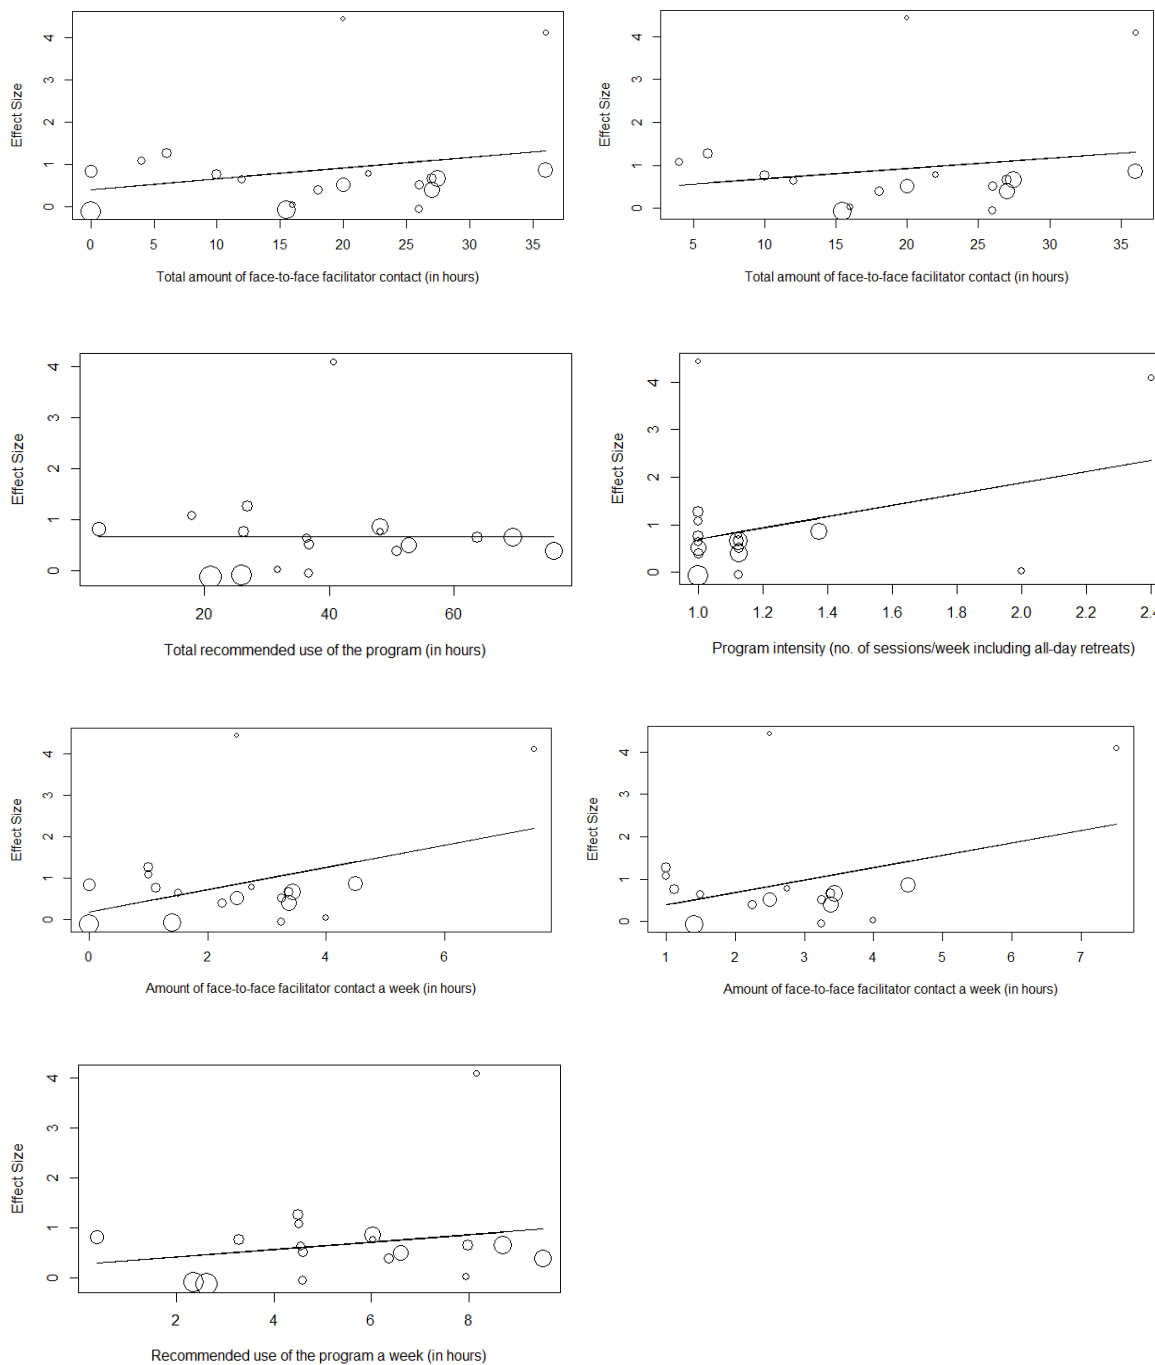 Effect Size
0 1 2 3 4
0 5 10 15 20 25 30 35
Total amount of face-to-face facilitator contact (in hours)
Effect Size
0 1 2 3 4
5 10 15 20 25 30 35
Total amount of face-to-face facilitator contact (in hours)
Effect Size
0 1 2 3 4
20 40 60
Total recommended use of the program (in hours)
Effect Size
0 1 2 3 4
1.0 1.2 1.4 1.6 1.8 2.0 2.2 2.4
Program intensity (no. of sessions/week including all-day retreats)
Effect Size
0 1 2 3 4
0 2 4 6
Amount of face-to-face facilitator contact a week (in hours)
Effect Size
0 1 2 3 4
1 2 3 4 5 6 7
Amount of face-to-face facilitator contact a week (in hours)
Effect Size
0 1 2 3 4
2 4 6 8
Recommended use of the program a week (in hours)